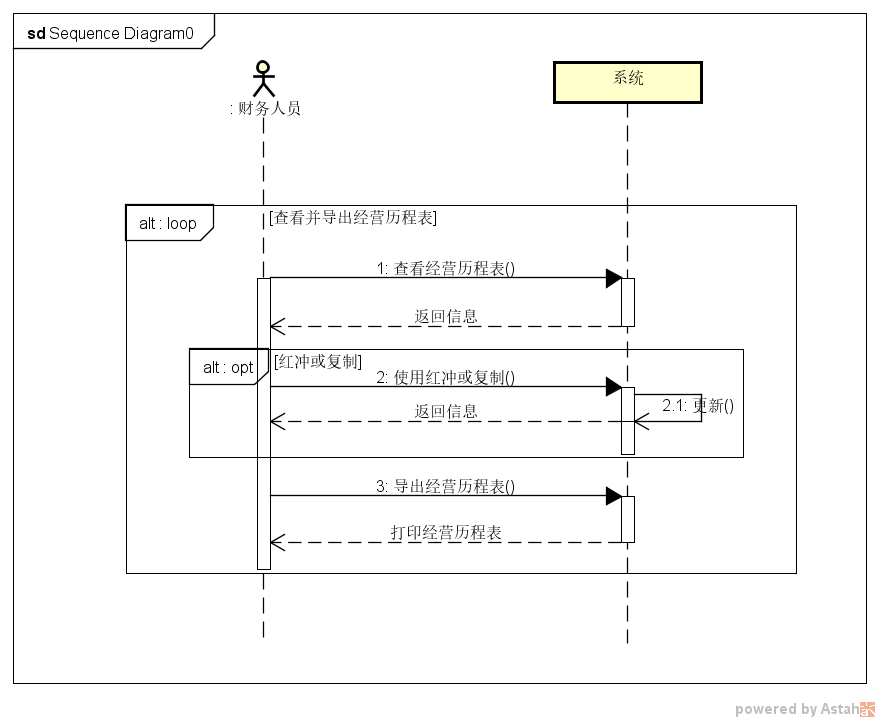 sd Sequence Diagram0
: 财务人员
系统
alt : loop
[查看并导出经营历程表]
1: 查看经营历程表()
返回信息
alt : opt
[红冲或复制]
2: 使用红冲或复制()
2.1: 更新()
返回信息
3: 导出经营历程表()
打印经营历程表
powered by Astah